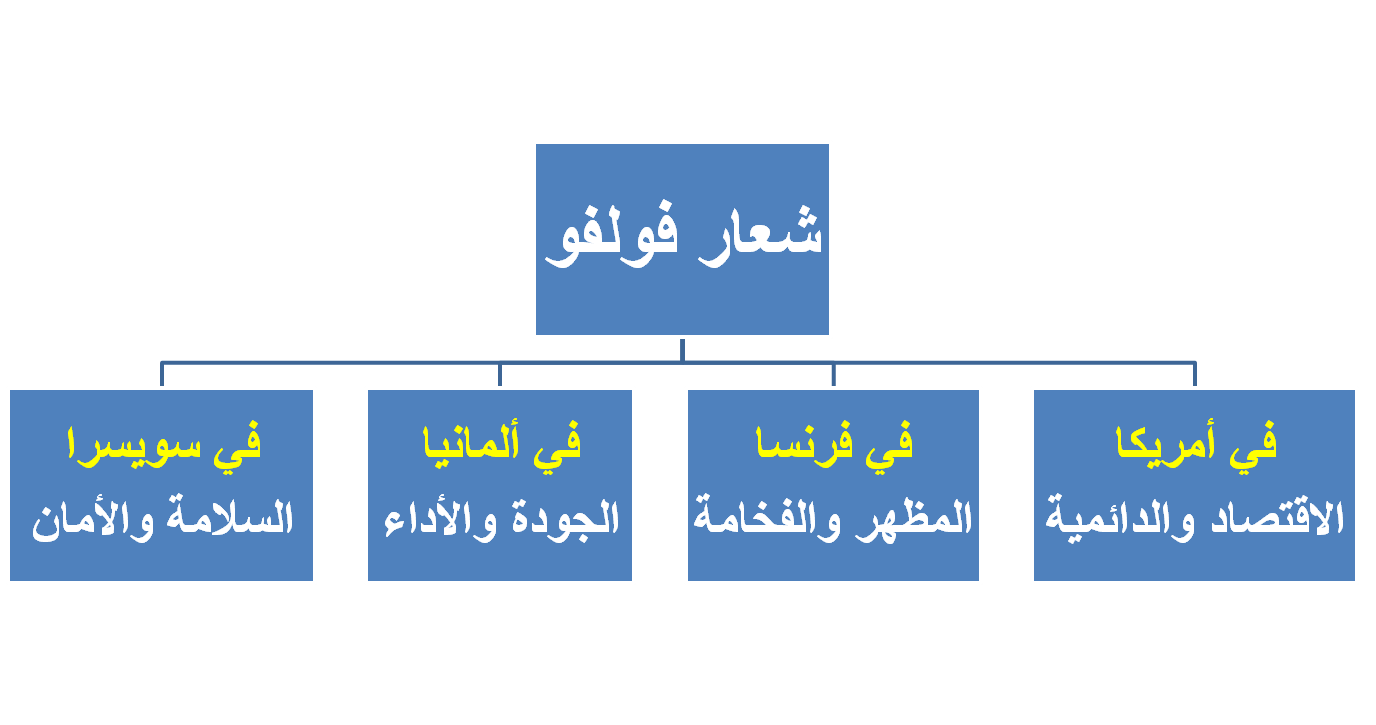 شعار فولفو
في أمريكا
الاقتصاد والدائمية
في فرنسا
المظهر والفخامة
في ألمانيا
الجودة والأداء
في سويسرا
السلامة والأمان